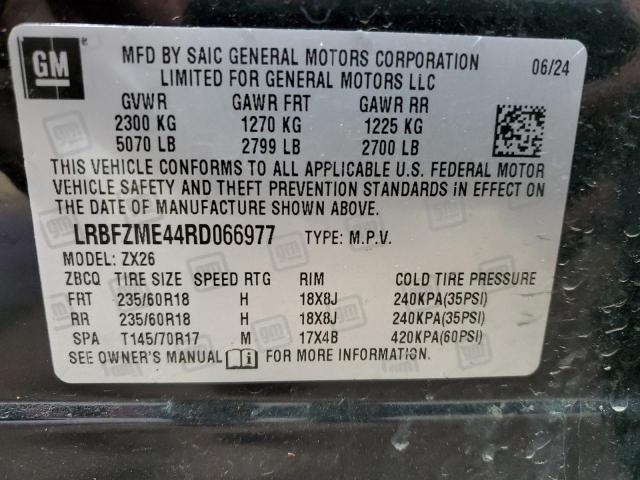 GM
MFD BY SAIC GENERAL MOTORS CORPORATION
LIMITED FOR GENERAL MOTORS LLC
06/24
GVWR GAWR FRT GAWR RR
2300 KG 1270 KG 1225 KG
5070 LB 2799 LB 2700 LB
THIS VEHICLE CONFORMS TO ALL APPLICABLE U.S. FEDERAL MOTOR
VEHICLE SAFETY AND THEFT PREVENTION STANDARDS IN EFFECT ON
THE DATE OF MANUFACTURE SHOWN ABOVE.
LRBFZME44RD066977 TYPE: M.P.V.
MODEL: ZX26
ZBCQ TIRE SIZE SPEED RTG RIM COLD TIRE PRESSURE
FRT 235/60R18 H 18X8J 240KPA(35PSI)
RR 235/60R18 H 18X8J 240KPA(35PSI)
SPA T145/70R17 M 17X4B 420KPA(60PSI)
SEE OWNER'S MANUAL i FOR MORE INFORMATION.